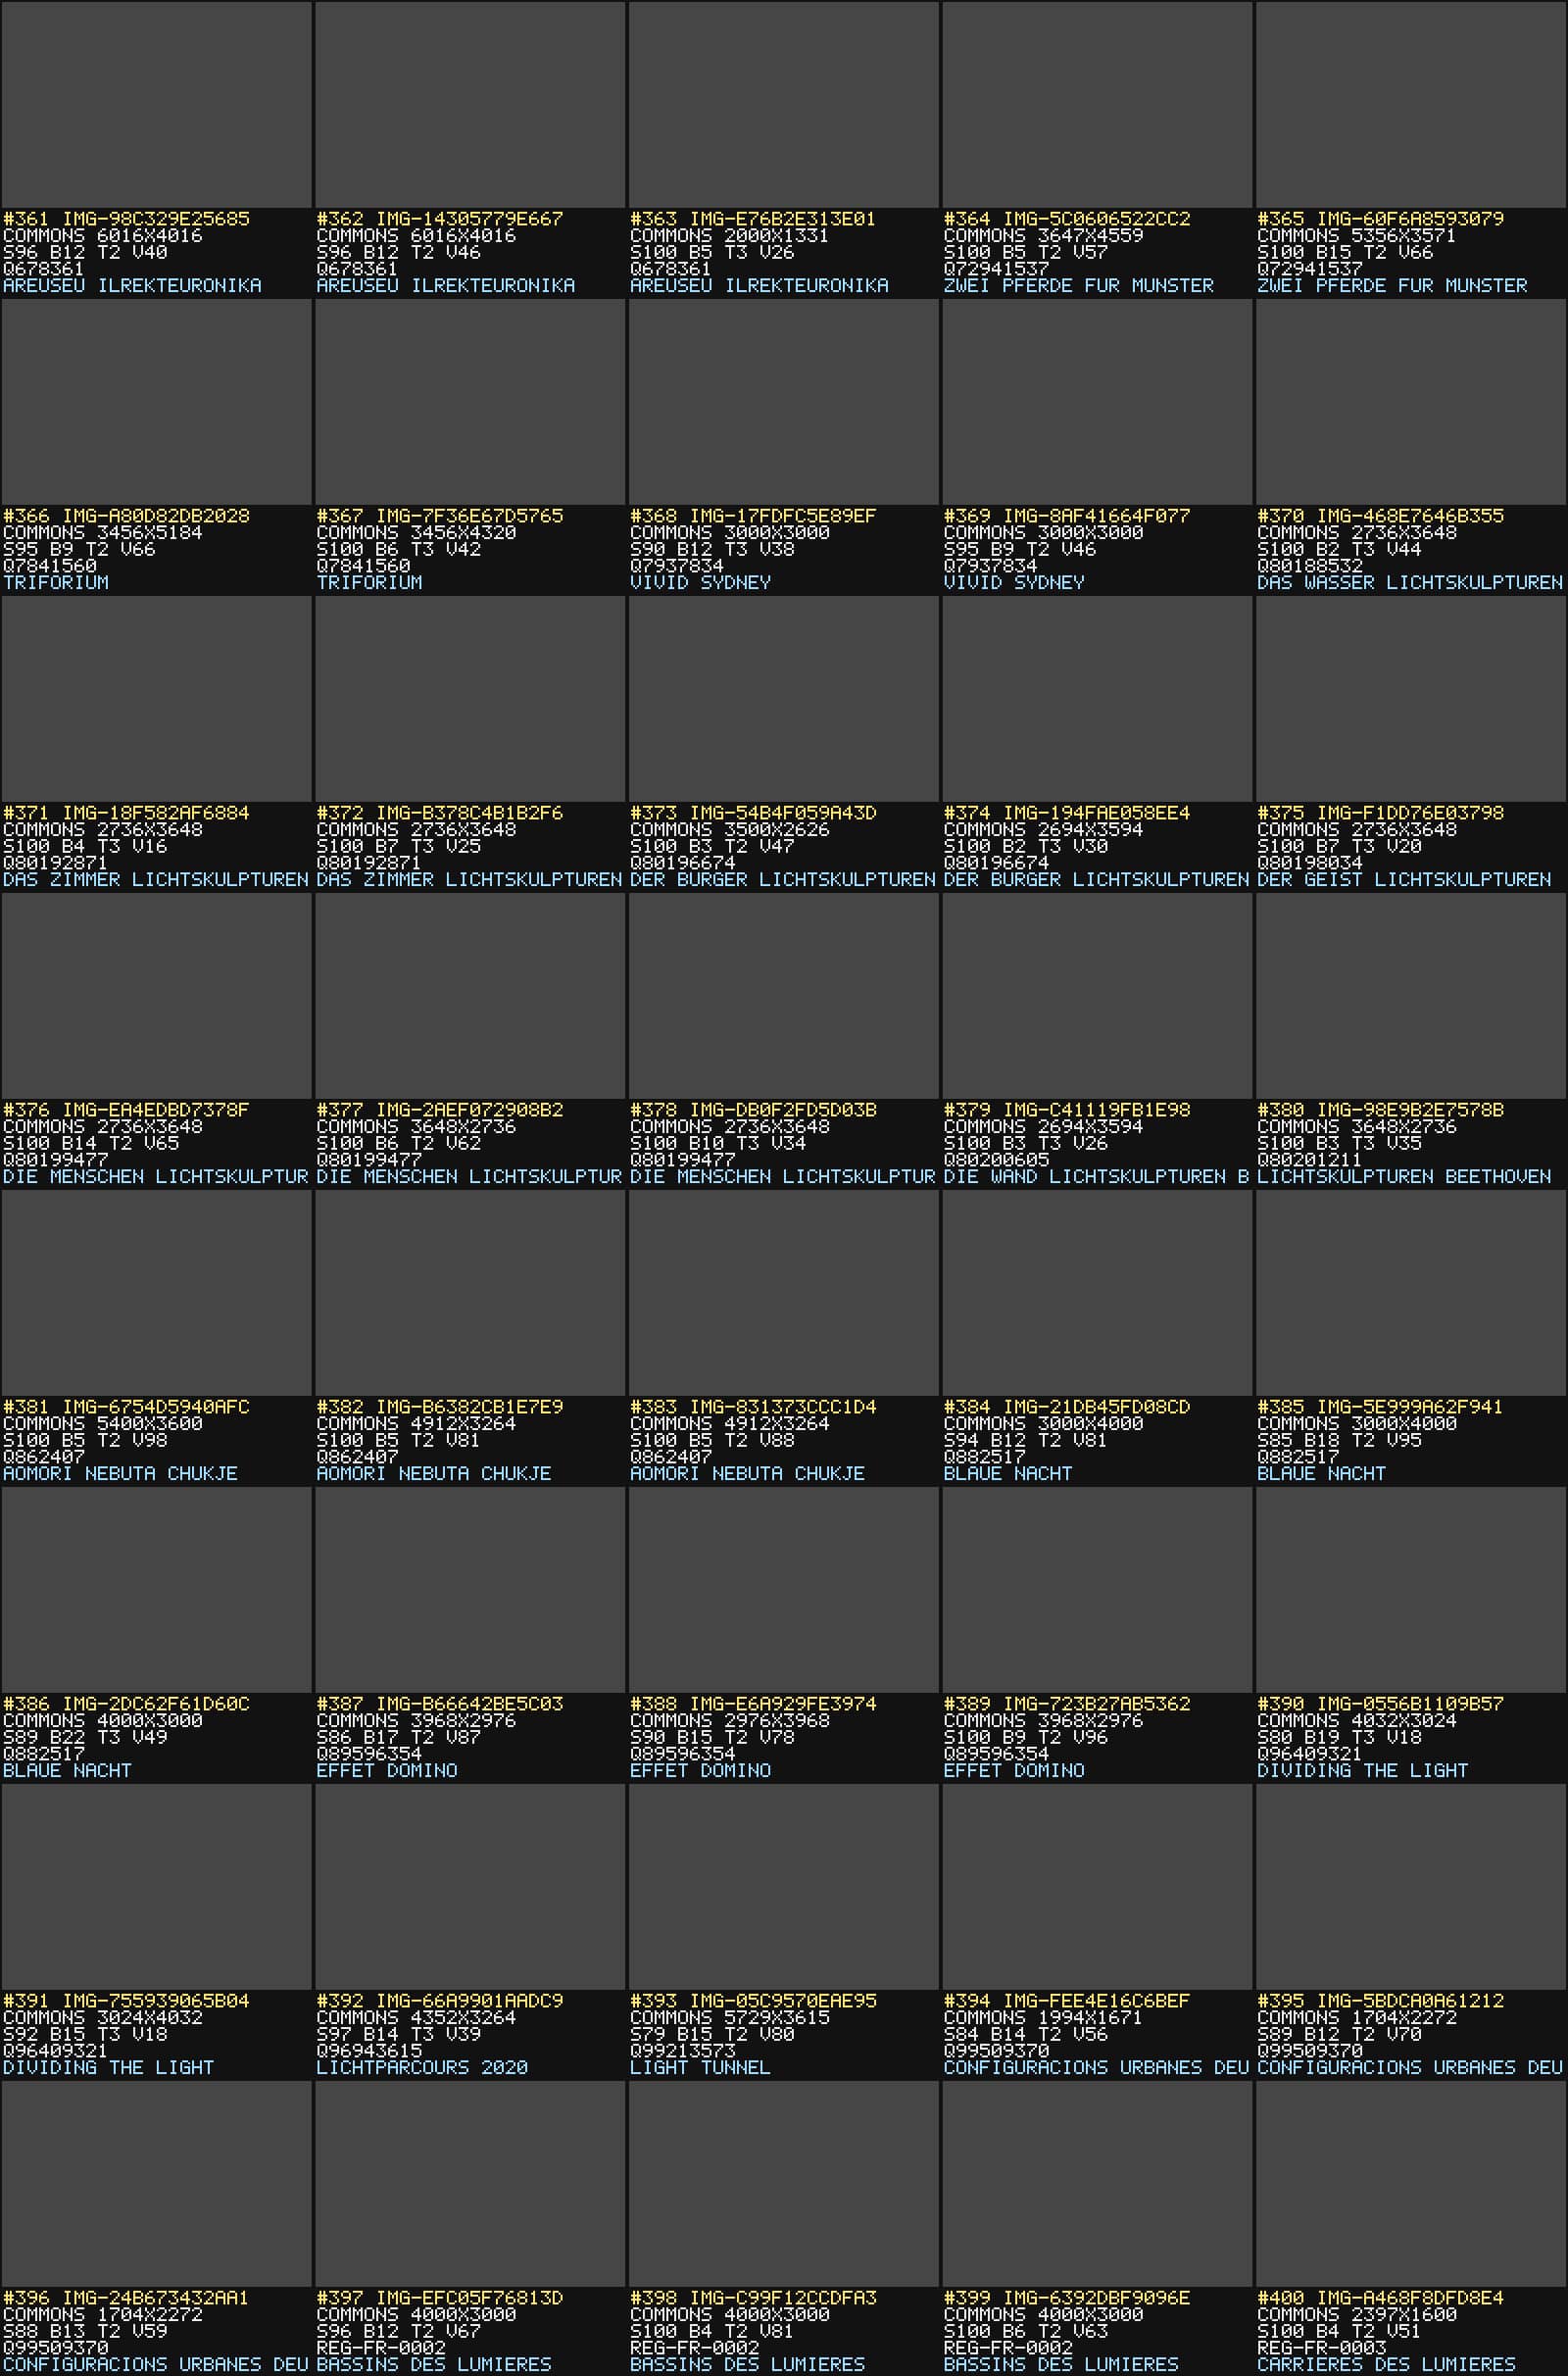 #361 IMG-98C329E25685
COMMONS 6016X4016
S96 B12 T2 V40
Q678361
AREUSEU ILREKTEURONIKA
#362 IMG-14305779E667
COMMONS 6016X4016
S96 B12 T2 V46
Q678361
AREUSEU ILREKTEURONIKA
#363 IMG-E76B2E313E01
COMMONS 2000X1331
S100 B5 T3 V26
Q678361
AREUSEU ILREKTEURONIKA
#364 IMG-5C0606522CC2
COMMONS 3647X4559
S100 B5 T2 V57
Q72941537
ZWEI PFERDE FUR MUNSTER
#365 IMG-60F6A8593079
COMMONS 5356X3571
S100 B15 T2 V66
Q72941537
ZWEI PFERDE FUR MUNSTER
#366 IMG-A80D82DB2028
COMMONS 3456X5184
S95 B9 T2 V66
Q7841560
TRIFORIUM
#367 IMG-7F36E67D5765
COMMONS 3456X4320
S100 B6 T3 V42
Q7841560
TRIFORIUM
#368 IMG-17FDFC5E89EF
COMMONS 3000X3000
S90 B12 T3 V38
Q7937834
VIVID SYDNEY
#369 IMG-8AF41664F077
COMMONS 3000X3000
S95 B9 T2 V46
Q7937834
VIVID SYDNEY
#370 IMG-468E7646B355
COMMONS 2736X3648
S100 B2 T3 V44
Q80188532
DAS WASSER LICHTSKULPTUREN
#371 IMG-18F582AF6884
COMMONS 2736X3648
S100 B4 T3 V16
Q80192871
DAS ZIMMER LICHTSKULPTUREN
#372 IMG-B378C4B1B2F6
COMMONS 2736X3648
S100 B7 T3 V25
Q80192871
DAS ZIMMER LICHTSKULPTUREN
#373 IMG-54B4F059A43D
COMMONS 3500X2626
S100 B3 T2 V47
Q80196674
DER BURGER LICHTSKULPTUREN
#374 IMG-194FAE058EE4
COMMONS 2694X3594
S100 B2 T3 V30
Q80196674
DER BURGER LICHTSKULPTUREN
#375 IMG-F1DD76E03798
COMMONS 2736X3648
S100 B7 T3 V20
Q80198034
DER GEIST LICHTSKULPTUREN
#376 IMG-EA4EDBD7378F
COMMONS 2736X3648
S100 B14 T2 V65
Q80199477
DIE MENSCHEN LICHTSKULPTUR
#377 IMG-2AEF072908B2
COMMONS 3648X2736
S100 B6 T2 V62
Q80199477
DIE MENSCHEN LICHTSKULPTUR
#378 IMG-DB0F2FD5D03B
COMMONS 2736X3648
S100 B10 T3 V34
Q80199477
DIE MENSCHEN LICHTSKULPTUR
#379 IMG-C41119FB1E98
COMMONS 2694X3594
S100 B3 T3 V26
Q80200605
DIE WAND LICHTSKULPTUREN B
#380 IMG-98E9B2E7578B
COMMONS 3648X2736
S100 B3 T3 V35
Q80201211
LICHTSKULPTUREN BEETHOVEN
#381 IMG-6754D5940AFC
COMMONS 5400X3600
S100 B5 T2 V98
Q862407
AOMORI NEBUTA CHUKJE
#382 IMG-B6382CB1E7E9
COMMONS 4912X3264
S100 B5 T2 V81
Q862407
AOMORI NEBUTA CHUKJE
#383 IMG-831373CCC1D4
COMMONS 4912X3264
S100 B5 T2 V88
Q862407
AOMORI NEBUTA CHUKJE
#384 IMG-21DB45FD08CD
COMMONS 3000X4000
S94 B12 T2 V81
Q882517
BLAUE NACHT
#385 IMG-5E999A62F941
COMMONS 3000X4000
S85 B18 T2 V95
Q882517
BLAUE NACHT
#386 IMG-2DC62F61D60C
COMMONS 4000X3000
S89 B22 T3 V49
Q882517
BLAUE NACHT
#387 IMG-B66642BE5C03
COMMONS 3968X2976
S86 B17 T2 V87
Q89596354
EFFET DOMINO
#388 IMG-E6A929FE3974
COMMONS 2976X3968
S90 B15 T2 V78
Q89596354
EFFET DOMINO
#389 IMG-723B27AB5362
COMMONS 3968X2976
S100 B9 T2 V96
Q89596354
EFFET DOMINO
#390 IMG-0556B1109B57
COMMONS 4032X3024
S80 B19 T3 V18
Q96409321
DIVIDING THE LIGHT
#391 IMG-755939065B04
COMMONS 3024X4032
S92 B15 T3 V18
Q96409321
DIVIDING THE LIGHT
#392 IMG-66A9901AADC9
COMMONS 4352X3264
S97 B14 T3 V39
Q96943615
LICHTPARCOURS 2020
#393 IMG-05C9570EAE95
COMMONS 5729X3615
S79 B15 T2 V80
Q99213573
LIGHT TUNNEL
#394 IMG-FEE4E16C6BEF
COMMONS 1994X1671
S84 B14 T2 V56
Q99509370
CONFIGURACIONS URBANES DEU
#395 IMG-5BDCA0A61212
COMMONS 1704X2272
S89 B12 T2 V70
Q99509370
CONFIGURACIONS URBANES DEU
#396 IMG-24B673432AA1
COMMONS 1704X2272
S88 B13 T2 V59
Q99509370
CONFIGURACIONS URBANES DEU
#397 IMG-EFC05F76813D
COMMONS 4000X3000
S96 B12 T2 V67
REG-FR-0002
BASSINS DES LUMIERES
#398 IMG-C99F12CCDFA3
COMMONS 4000X3000
S100 B4 T2 V81
REG-FR-0002
BASSINS DES LUMIERES
#399 IMG-6392DBF9096E
COMMONS 4000X3000
S100 B6 T2 V63
REG-FR-0002
BASSINS DES LUMIERES
#400 IMG-A468F8DFD8E4
COMMONS 2397X1600
S100 B4 T2 V51
REG-FR-0003
CARRIERES DES LUMIERES